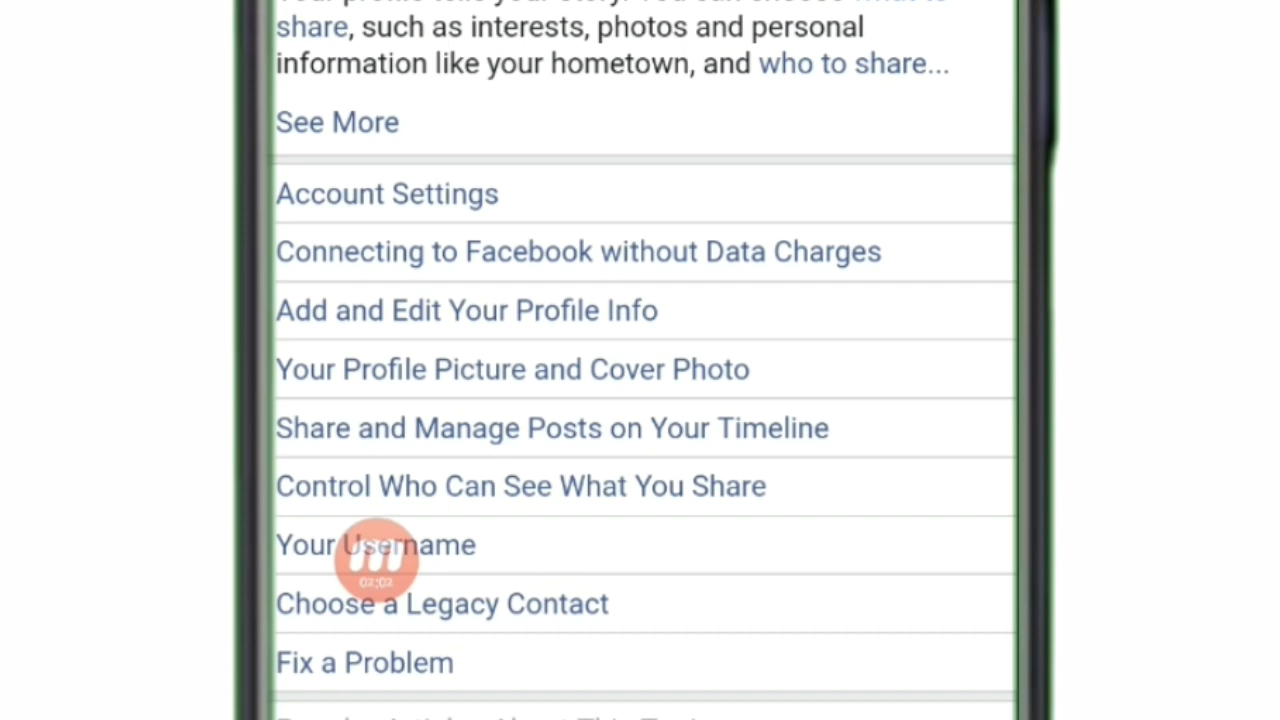 share, such as interests, photos and personal
information like your hometown, and who to share...
See More
Account Settings
Connecting to Facebook without Data Charges
Add and Edit Your Profile Info
Your Profile Picture and Cover Photo
Share and Manage Posts on Your Timeline
Control Who Can See What You Share
Your Username
02:02
Choose a Legacy Contact
Fix a Problem